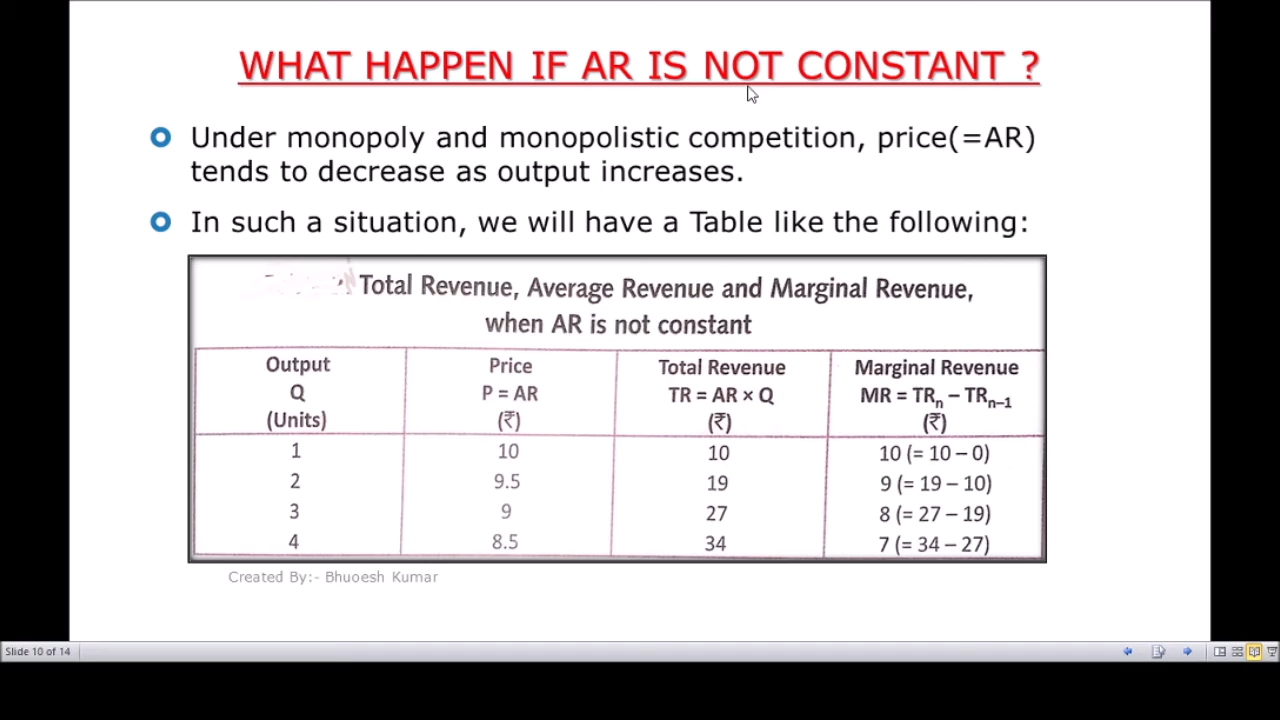 WHAT HAPPEN IF AR IS NOT CONSTANT ?
Under monopoly and monopolistic competition, price(=AR)
tends to decrease as output increases.
In such a situation, we will have a Table like the following:
Total Revenue, Average Revenue and Marginal Revenue,
when AR is not constant
Output Price Total Revenue Marginal Revenue
Q P = AR TR = AR × Q MR = TRn – TRn–1
(Units) (₹) (₹) (₹)
1 10 10 10 (= 10 – 0)
2 9.5 19 9 (= 19 – 10)
3 9 27 8 (= 27 – 19)
4 8.5 34 7 (= 34 – 27)
Created By:- Bhuoesh Kumar
Slide 10 of 14